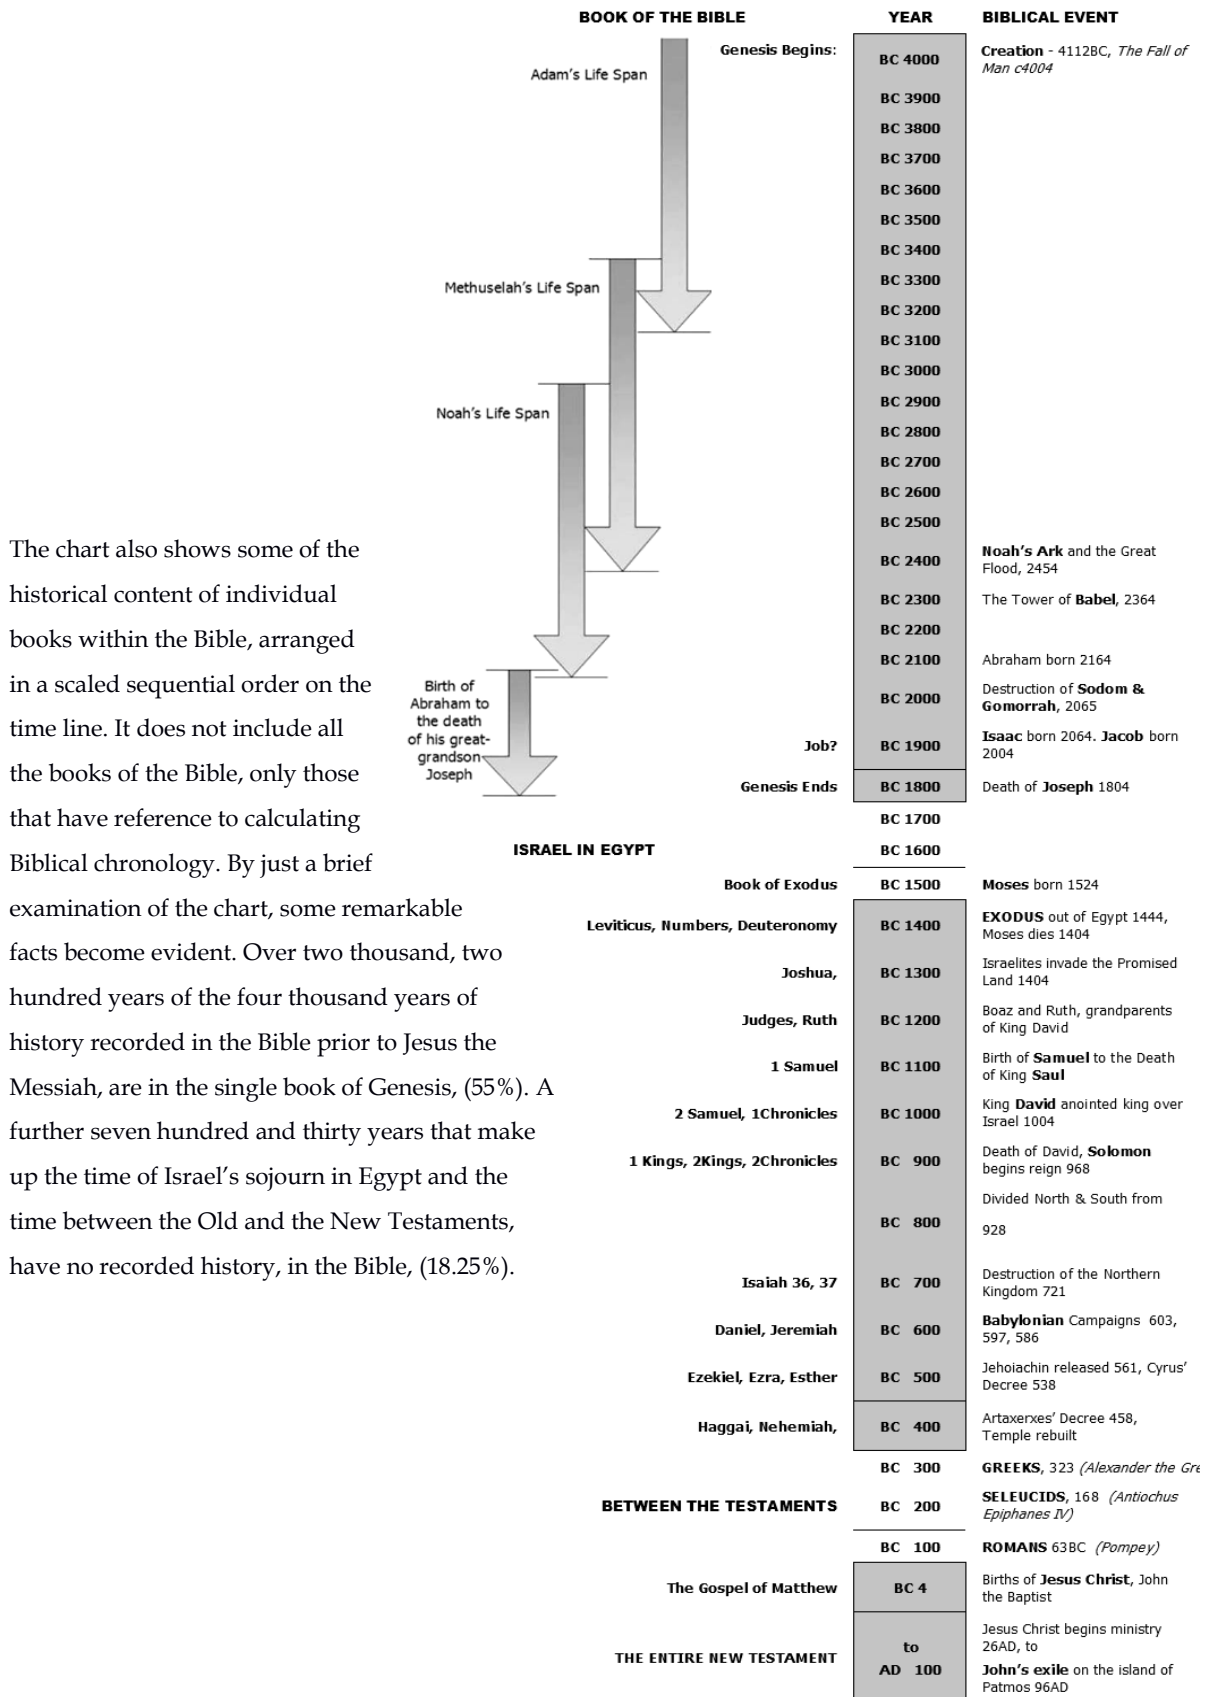 BOOK OF THE BIBLE YEAR BIBLICAL EVENT
Genesis Begins: BC 4000 Creation - 4112BC, The Fall of
Man c4004
Adam's Life Span
BC 3900
BC 3800
BC 3700
BC 3600
BC 3500
BC 3400
BC 3300
Methuselah's Life Span
BC 3200
BC 3100
BC 3000
BC 2900
Noah's Life Span
BC 2800
BC 2700
BC 2600
BC 2500
BC 2400 Noah's Ark and the Great
Flood, 2454
BC 2300 The Tower of Babel, 2364
BC 2200
BC 2100 Abraham born 2164
Birth of
Abraham to
the death
of his great-
grandson
Joseph
BC 2000 Destruction of Sodom &
Gomorrah, 2065
Job? BC 1900 Isaac born 2064. Jacob born
2004
Genesis Ends BC 1800 Death of Joseph 1804
BC 1700
ISRAEL IN EGYPT BC 1600
Book of Exodus BC 1500 Moses born 1524
Leviticus, Numbers, Deuteronomy BC 1400 EXODUS out of Egypt 1444,
Moses dies 1404
Joshua, BC 1300 Israelites invade the Promised
Land 1404
Judges, Ruth BC 1200 Boaz and Ruth, grandparents
of King David
1 Samuel BC 1100 Birth of Samuel to the Death
of King Saul
2 Samuel, 1Chronicles BC 1000 King David anointed king over
Israel 1004
1 Kings, 2Kings, 2Chronicles BC 900 Death of David, Solomon
begins reign 968
BC 800 Divided North & South from
928
Isaiah 36, 37 BC 700 Destruction of the Northern
Kingdom 721
Daniel, Jeremiah BC 600 Babylonian Campaigns 603,
597, 586
Ezekiel, Ezra, Esther BC 500 Jehoiachin released 561, Cyrus'
Decree 538
Haggai, Nehemiah, BC 400 Artaxerxes' Decree 458,
Temple rebuilt
BC 300 GREEKS, 323 (Alexander the Gre
BETWEEN THE TESTAMENTS BC 200 SELEUCIDS, 168 (Antiochus
Epiphanes IV)
BC 100 ROMANS 63BC (Pompey)
The Gospel of Matthew BC 4 Births of Jesus Christ, John
the Baptist
THE ENTIRE NEW TESTAMENT to
AD 100
Jesus Christ begins ministry
26AD, to
John's exile on the island of
Patmos 96AD
The chart also shows some of the
historical content of individual
books within the Bible, arranged
in a scaled sequential order on the
time line. It does not include all
the books of the Bible, only those
that have reference to calculating
Biblical chronology. By just a brief
examination of the chart, some remarkable
facts become evident. Over two thousand, two
hundred years of the four thousand years of
history recorded in the Bible prior to Jesus the
Messiah, are in the single book of Genesis, (55%). A
further seven hundred and thirty years that make
up the time of Israel's sojourn in Egypt and the
time between the Old and the New Testaments,
have no recorded history, in the Bible, (18.25%).